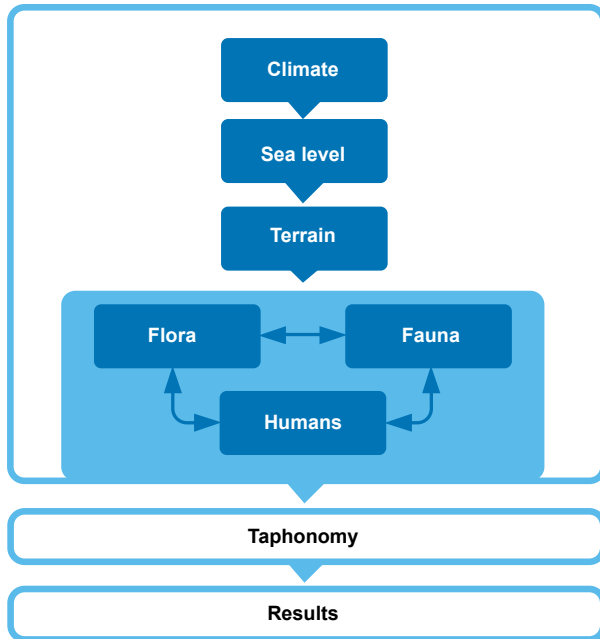 Climate
Sea level
Terrain
Flora
Fauna
Humans
Taphonomy
Results